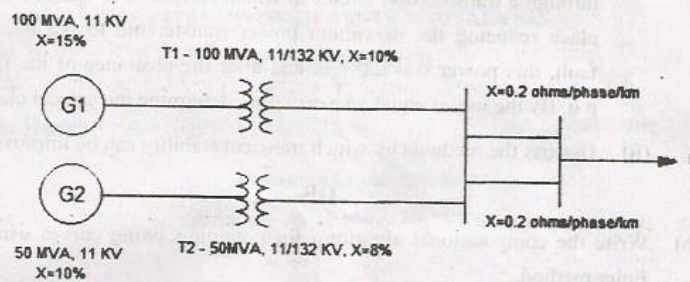 100 MVA, 11 KV
X=15%
T1 - 100 MVA, 11/132 KV, X=10%
G1
X=0.2 ohms/phase/km
G2
50 MVA, 11 KV
X=10%
T2 - 50MVA, 11/132 KV, X=8%
X=0.2 ohms/phase/km